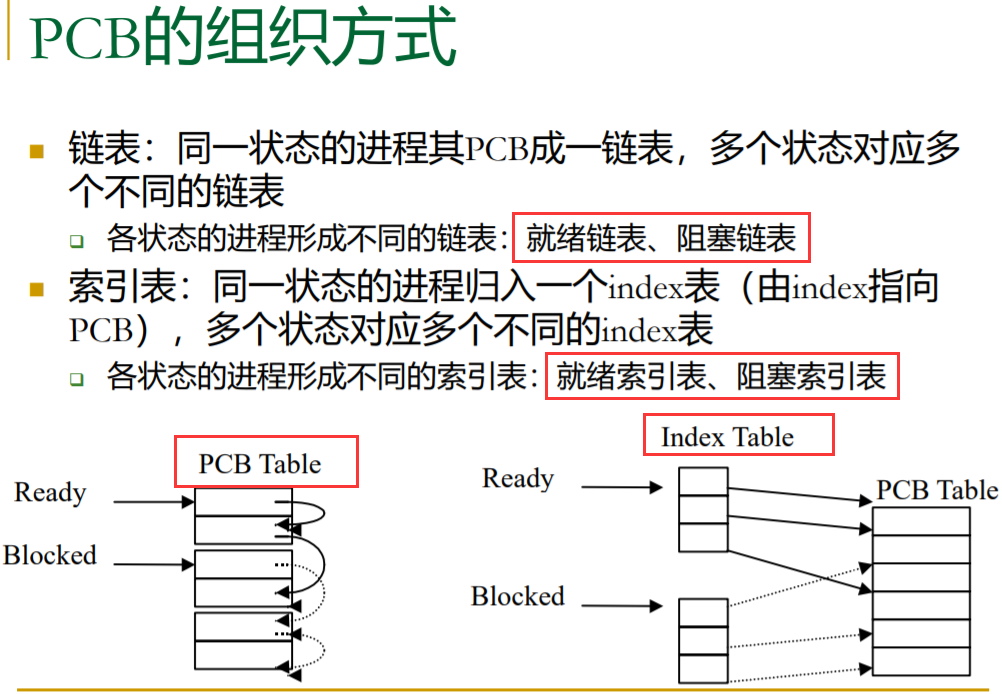 PCB的组织方式
链表：同一状态的进程其PCB成一链表，多个状态对应多
个不同的链表
各状态的进程形成不同的链表：就绪链表、阻塞链表
索引表：同一状态的进程归入一个index表（由index指向
PCB），多个状态对应多个不同的index表
各状态的进程形成不同的索引表：就绪索引表、阻塞索引表
PCB Table
Ready
Blocked
Index Table
Ready
PCB Table
Blocked